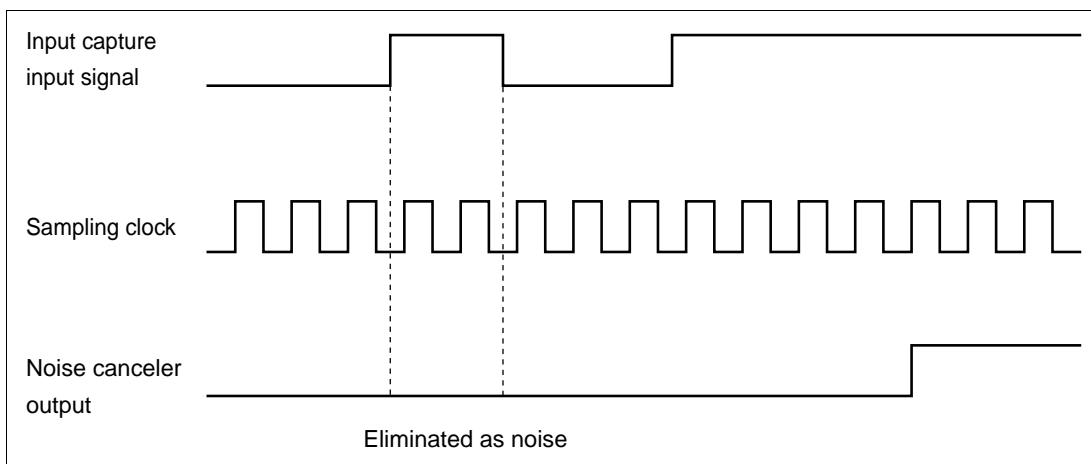 Input capture
input signal
Sampling clock
Noise canceler
output
Eliminated as noise